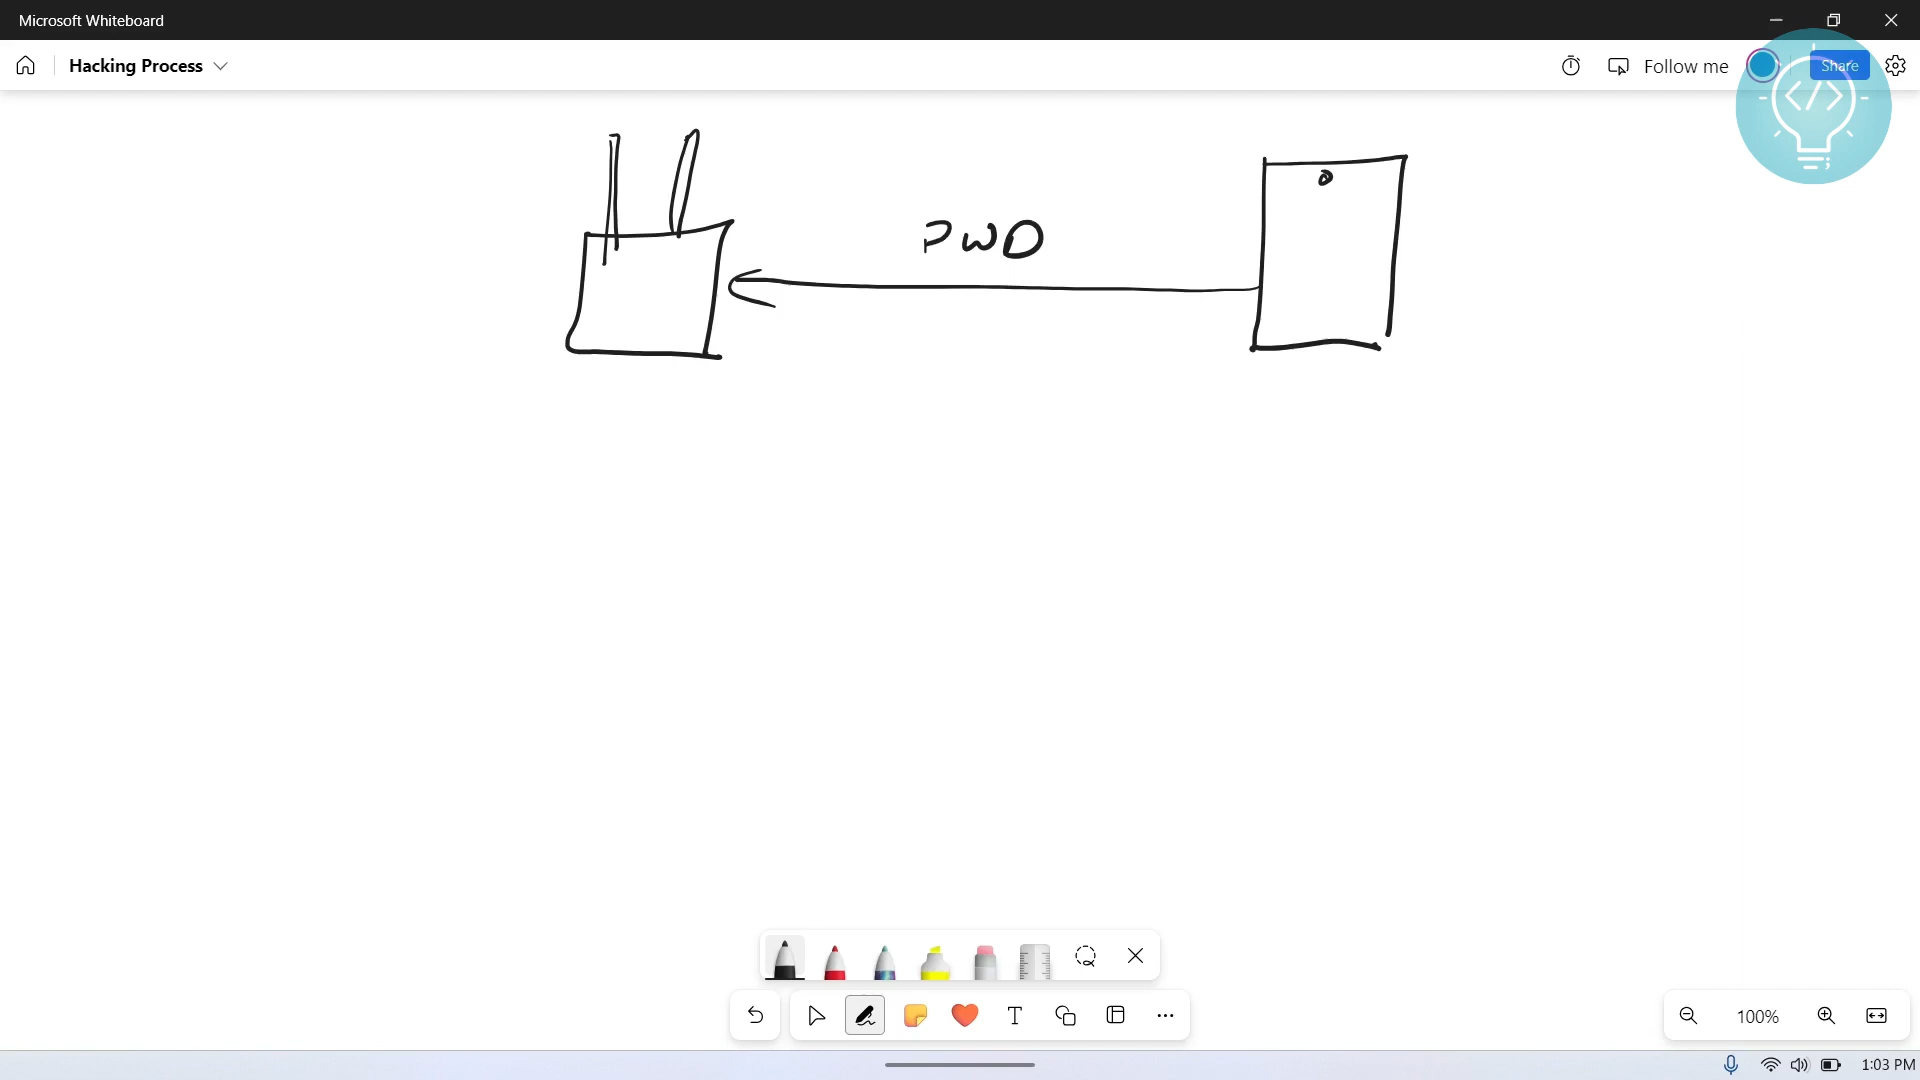 Microsoft Whiteboard
Hacking Process
Follow me
Share
</>
PWD
100%
1:03 PM